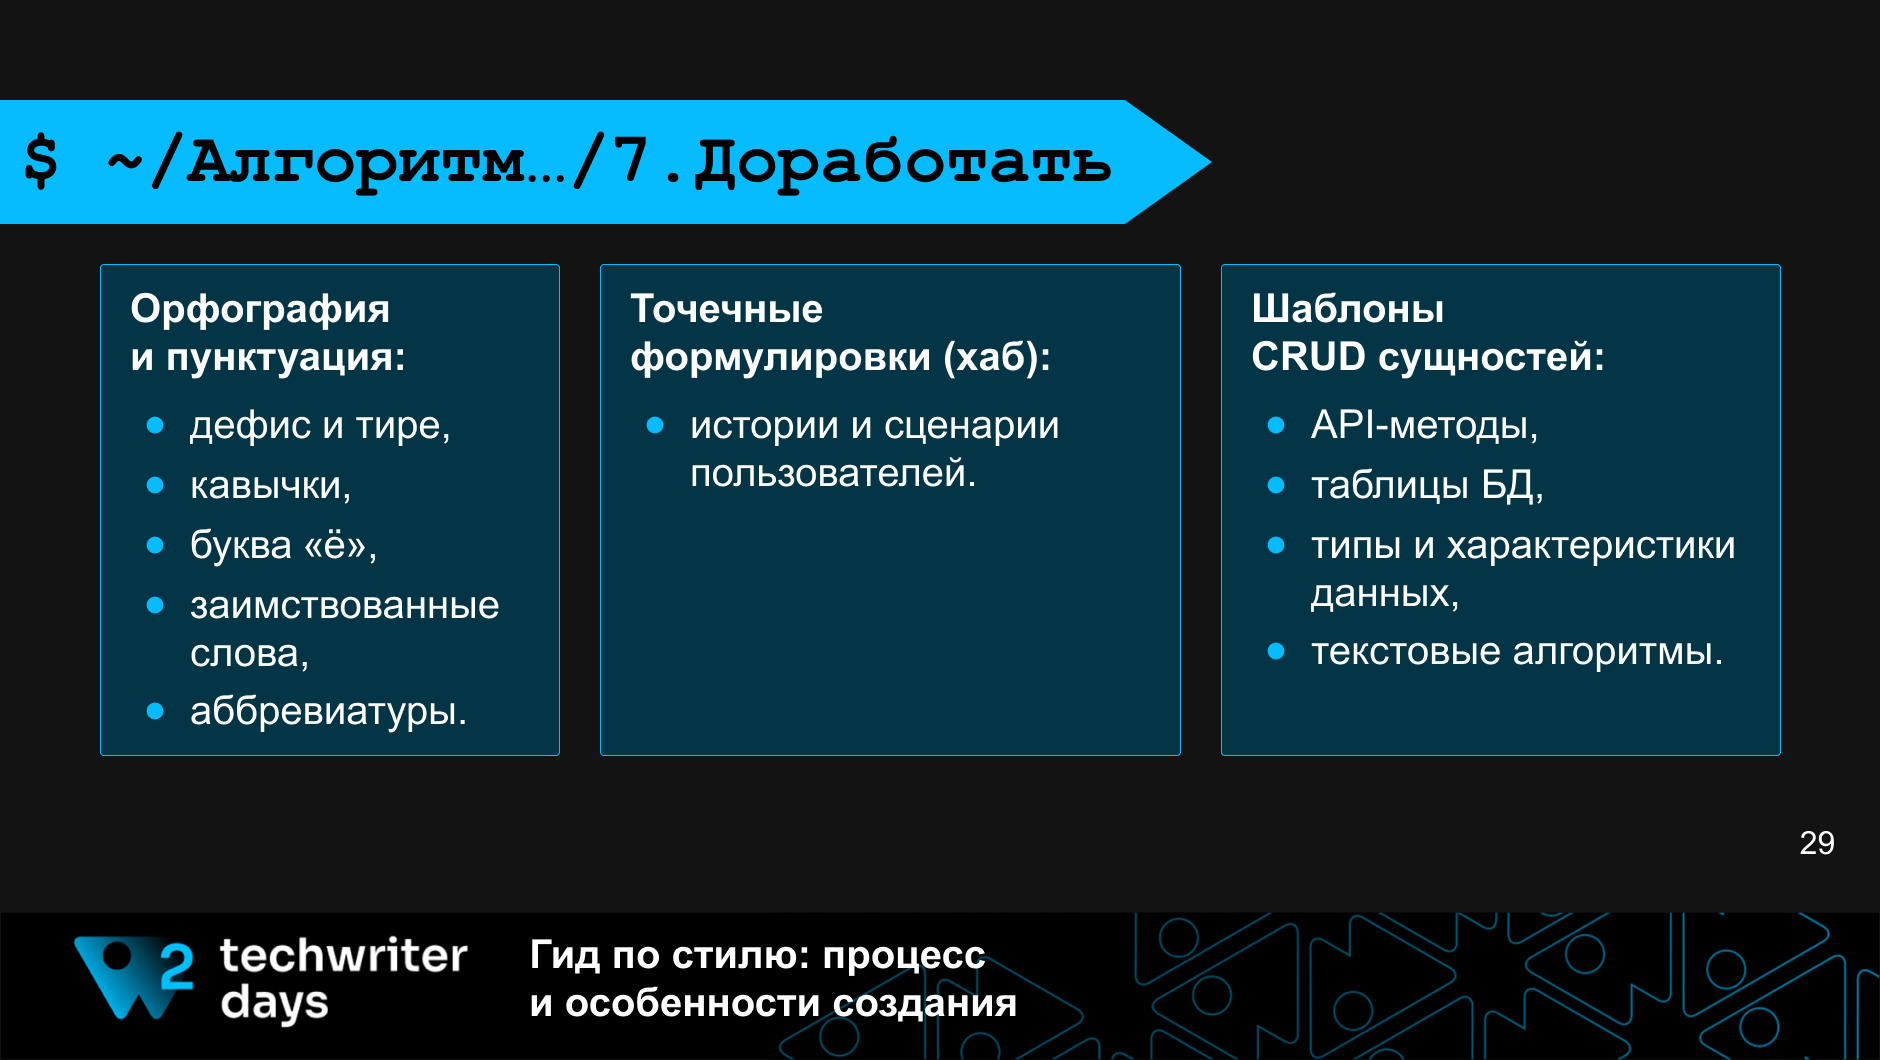 $ ~/Алгоритм…/7.Доработать
Орфография
и пунктуация:
● дефис и тире,
● кавычки,
● буква «ё»,
● заимствованные
слова,
● аббревиатуры.
Точечные
формулировки (хаб):
● истории и сценарии
пользователей.
Шаблоны
CRUD сущностей:
● API-методы,
● таблицы БД,
● типы и характеристики
данных,
● текстовые алгоритмы.
29
2 techwriter
days
Гид по стилю: процесс
и особенности создания